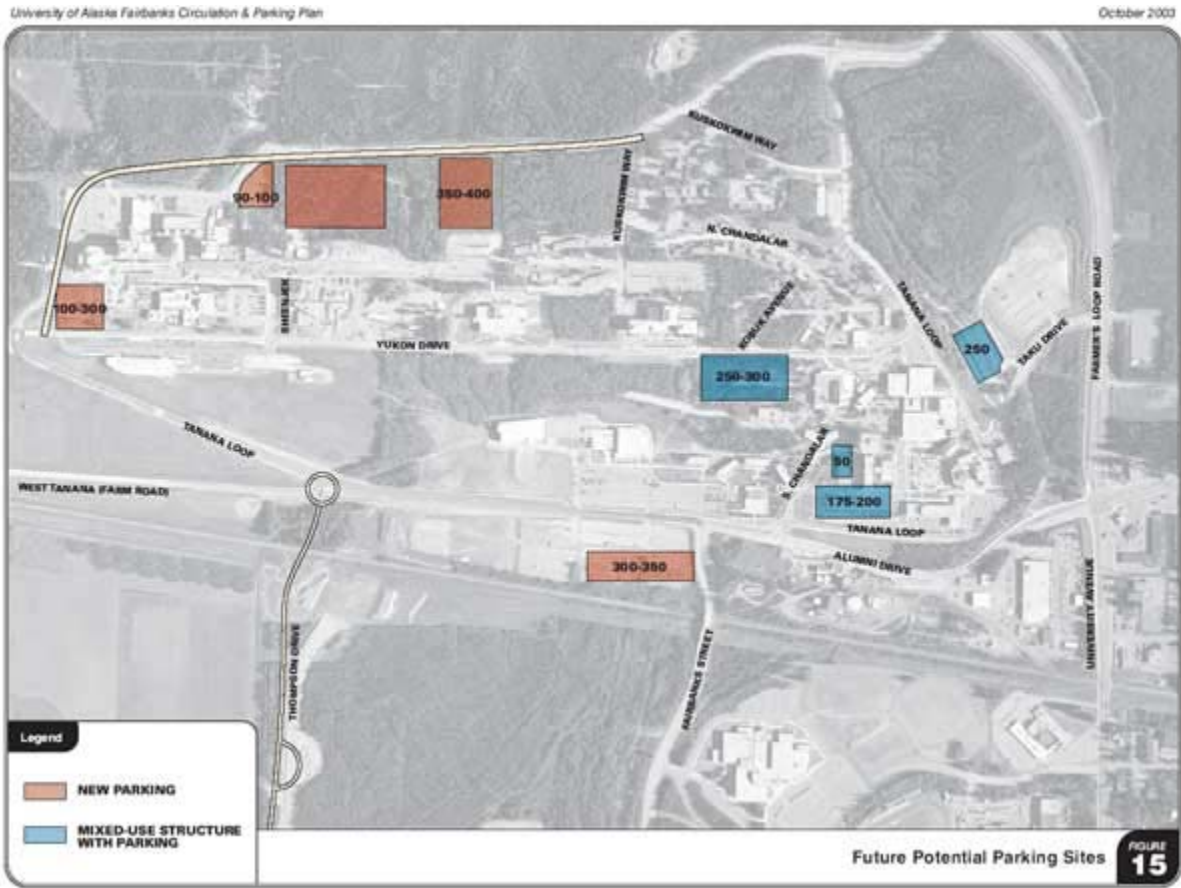 University of Alaska Fairbanks Circulation & Parking Plan
October 2003
KUSKOKWIM WAY
KUSKOKWIM WAY
90-100
350-400
N. CHANDALAR
100-300
SHEENJEK
YUKON DRIVE
KOBUK AVENUE
TANANA LOOP
250
TAKU DRIVE
FARMER'S LOOP ROAD
250-300
TANANA LOOP
S. CHANDALAR
50
WEST TANANA (FARM ROAD)
175-200
TANANA LOOP
ALUMNI DRIVE
300-350
THOMPSON DRIVE
FAIRBANKS STREET
UNIVERSITY AVENUE
Legend
NEW PARKING
MIXED-USE STRUCTURE
WITH PARKING
Future Potential Parking Sites
FIGURE
15